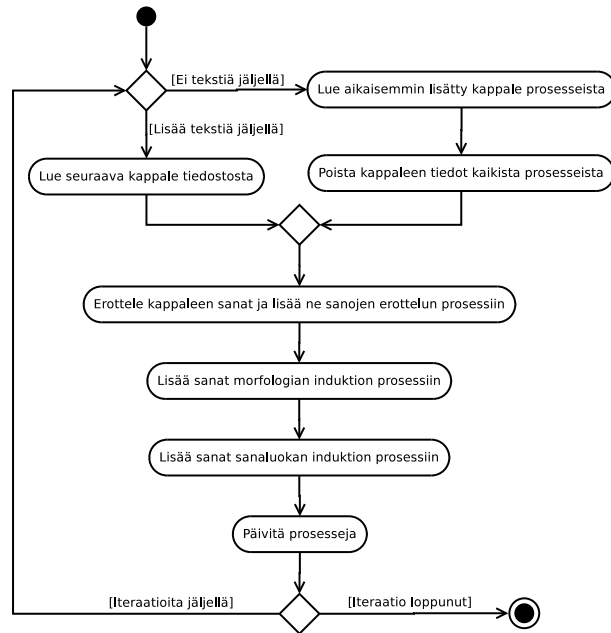 [Ei tekstiä jäljellä]
Lue aikaisemmin lisätty kappale prosesseista
[Lisää tekstiä jäljellä]
Lue seuraava kappale tiedostosta
Poista kappaleen tiedot kaikista prosesseista
Erottele kappaleen sanat ja lisää ne sanojen erottelun prosessiin
Lisää sanat morfologian induktion prosessiin
Lisää sanat sanaluokan induktion prosessiin
Päivitä prosesseja
[Iteraatioita jäljellä]
[Iteraatio loppunut]